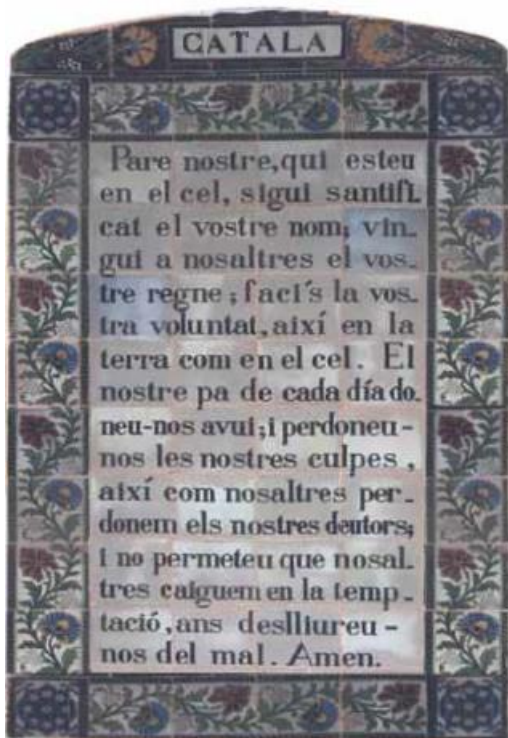 CATALA
Pare nostre, qui esteu
en el cel, sigui santifi-
cat el vostre nom; vin-
gui a nosaltres el vos-
tre regne; faci's la vos-
tra voluntat, així en la
terra com en el cel. El
nostre pa de cada día do-
neu-nos avui; i perdoneu-
nos les nostres culpes,
així com nosaltres per-
donem els nostres deutors;
i no permeteu que nosal-
tres caiguem en la temp-
tació, ans deslliureu-
nos del mal. Amen.